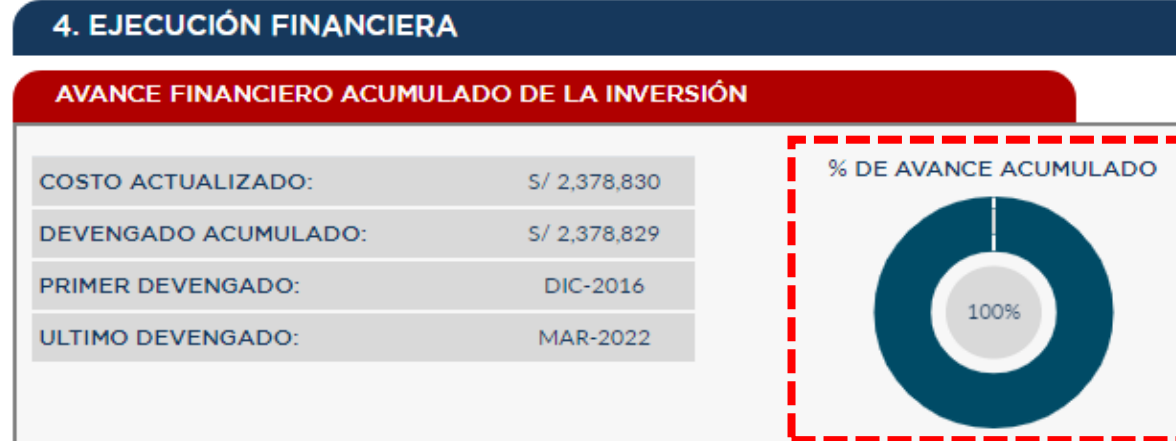 4. EJECUCIÓN FINANCIERA
AVANCE FINANCIERO ACUMULADO DE LA INVERSIÓN
COSTO ACTUALIZADO: S/ 2,378,830
DEVENGADO ACUMULADO: S/ 2,378,829
PRIMER DEVENGADO: DIC-2016
ULTIMO DEVENGADO: MAR-2022
% DE AVANCE ACUMULADO
100%